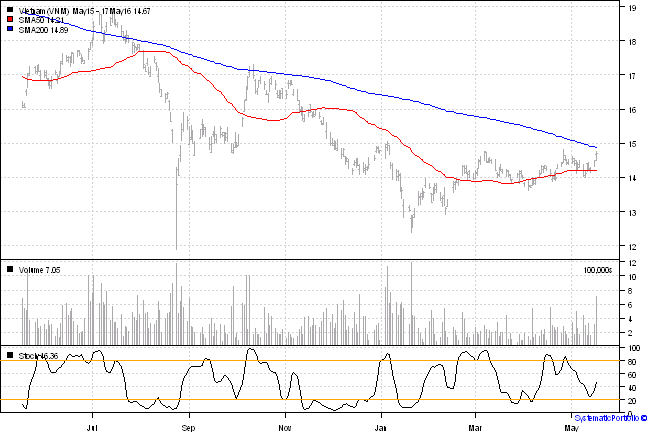 Vietnam (VNM) May15 - 17May16 14.67
SMA50 14.21
SMA200 14.89
19
18
17
16
15
14
13
12
Volume 7.05
100,000s
12
10
8
6
4
2
Stoch 46.36
100
80
60
40
20
0
Jul Sep Nov Jan Mar May
SystematicPortfolio ©